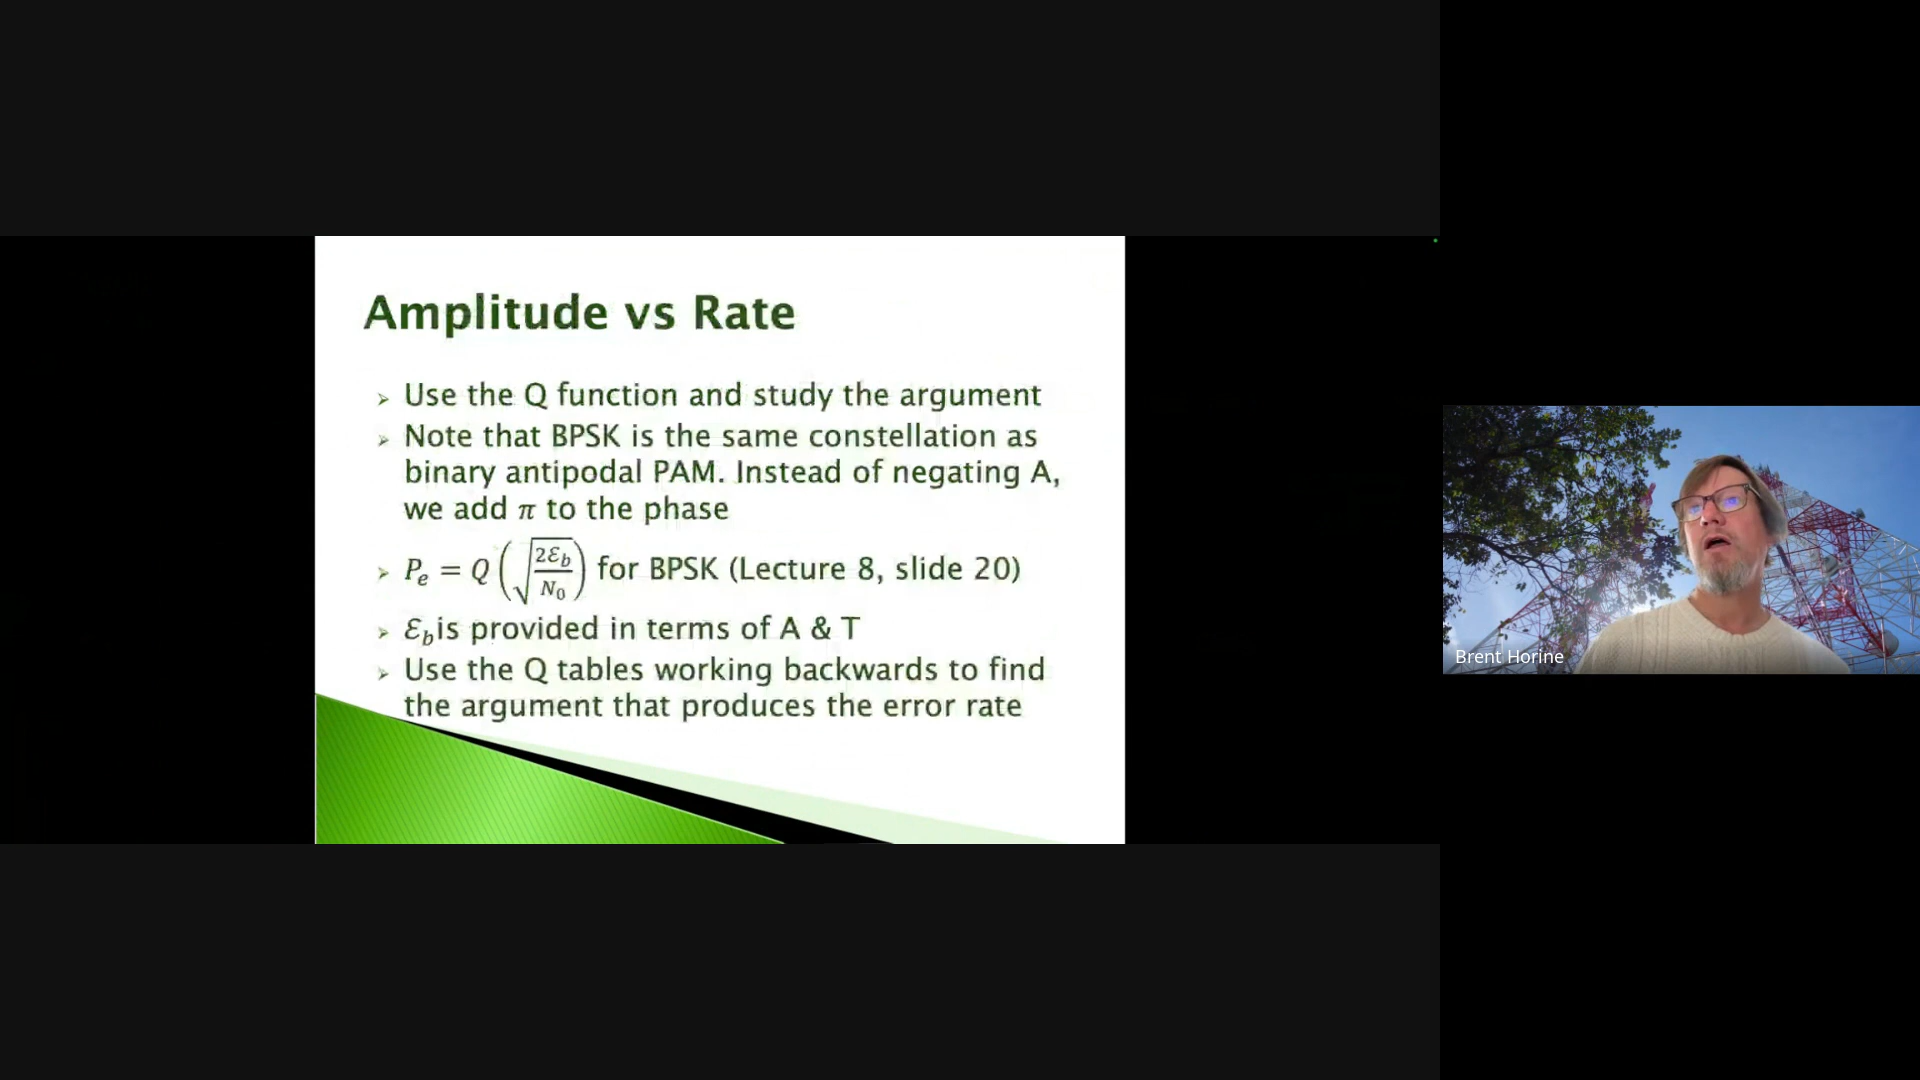 Amplitude vs Rate
➢ Use the Q function and study the argument
➢ Note that BPSK is the same constellation as
binary antipodal PAM. Instead of negating A,
we add π to the phase
➢ P_e = Q(√(2ℰ_b/N_0)) for BPSK (Lecture 8, slide 20)
➢ ℰ_b is provided in terms of A & T
➢ Use the Q tables working backwards to find
the argument that produces the error rate
Brent Horine